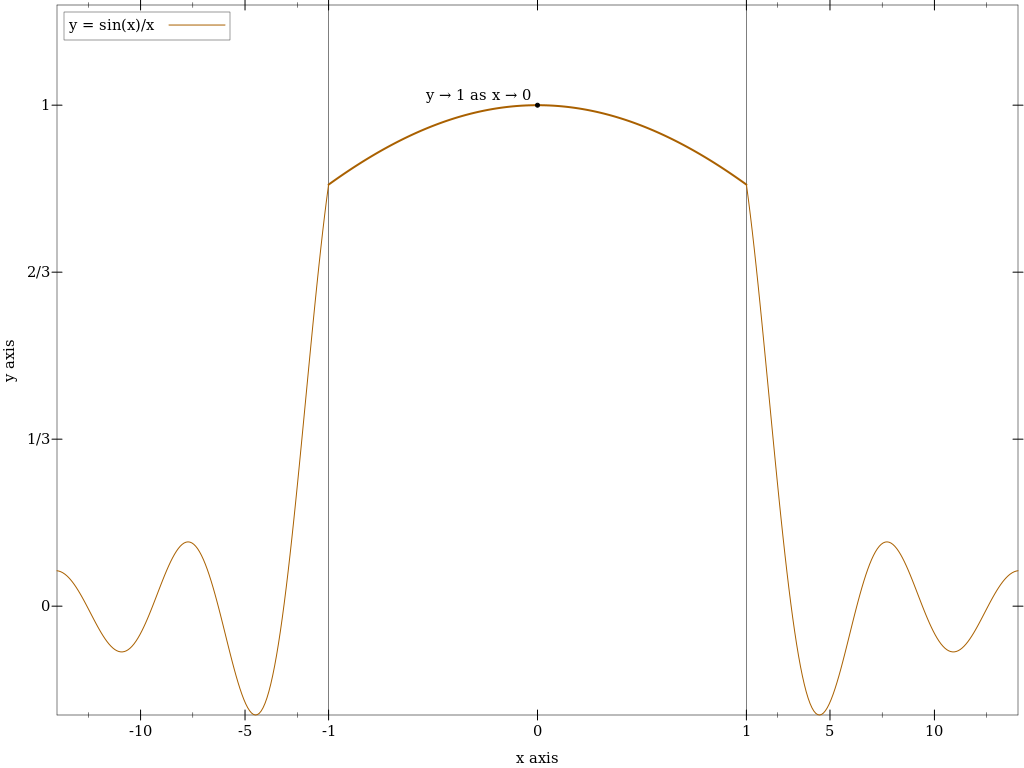 y = sin(x)/x
y → 1 as x → 0
1
2/3
1/3
0
y axis
-10
-5
-1
0
1
5
10
x axis